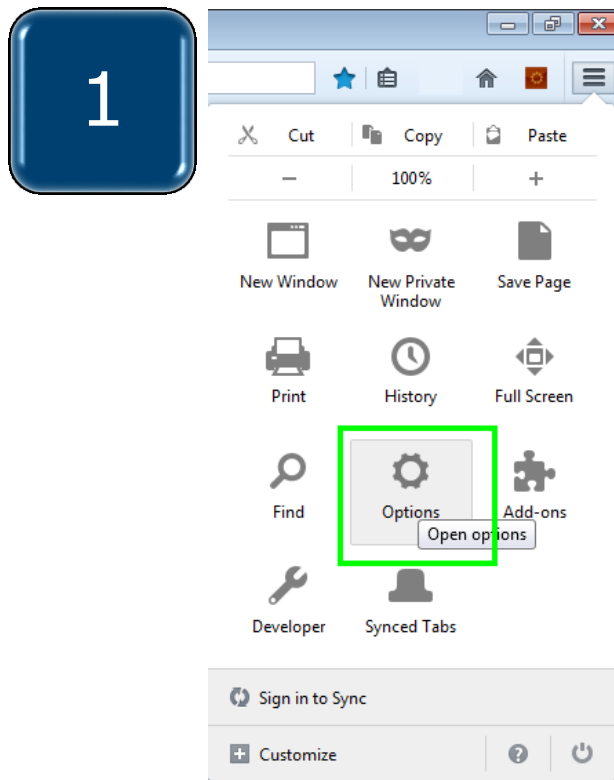 1
Cut Copy Paste
− 100% +
New Window New Private Window Save Page
Print History Full Screen
Find Options Add-ons
Open options
Developer Synced Tabs
Sign in to Sync
Customize